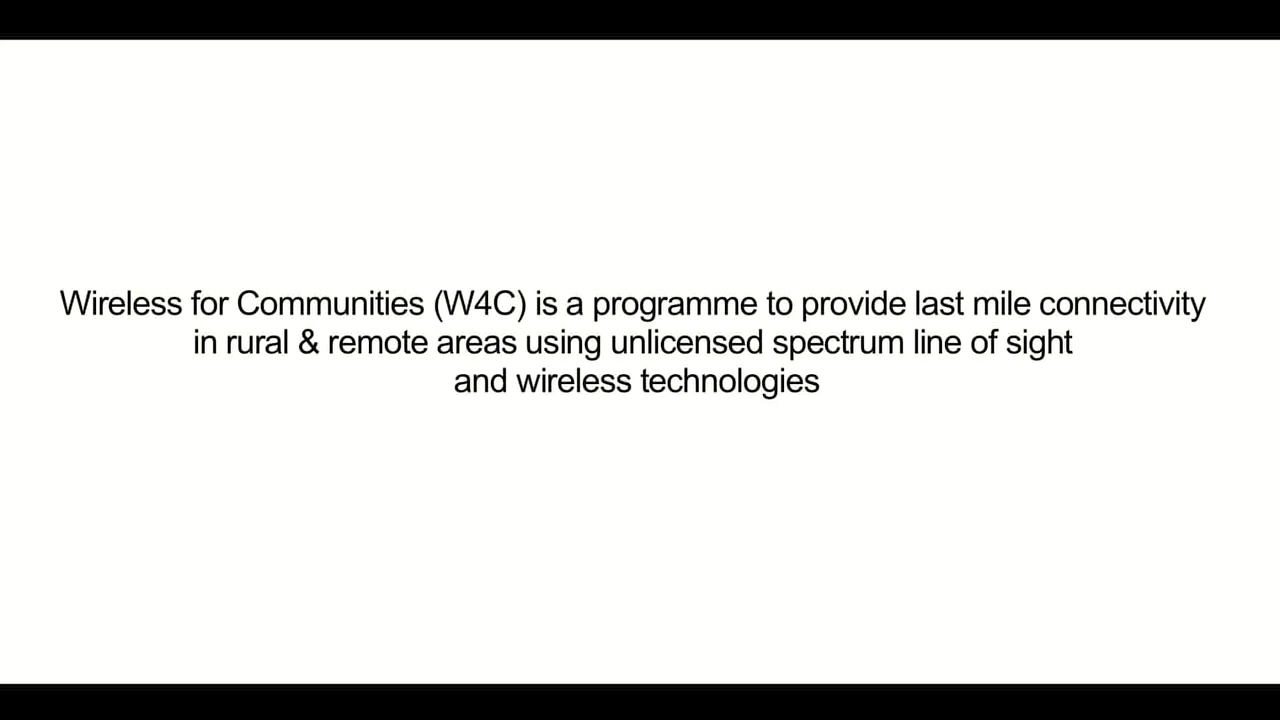 Wireless for Communities (W4C) is a programme to provide last mile connectivity
in rural & remote areas using unlicensed spectrum line of sight
and wireless technologies